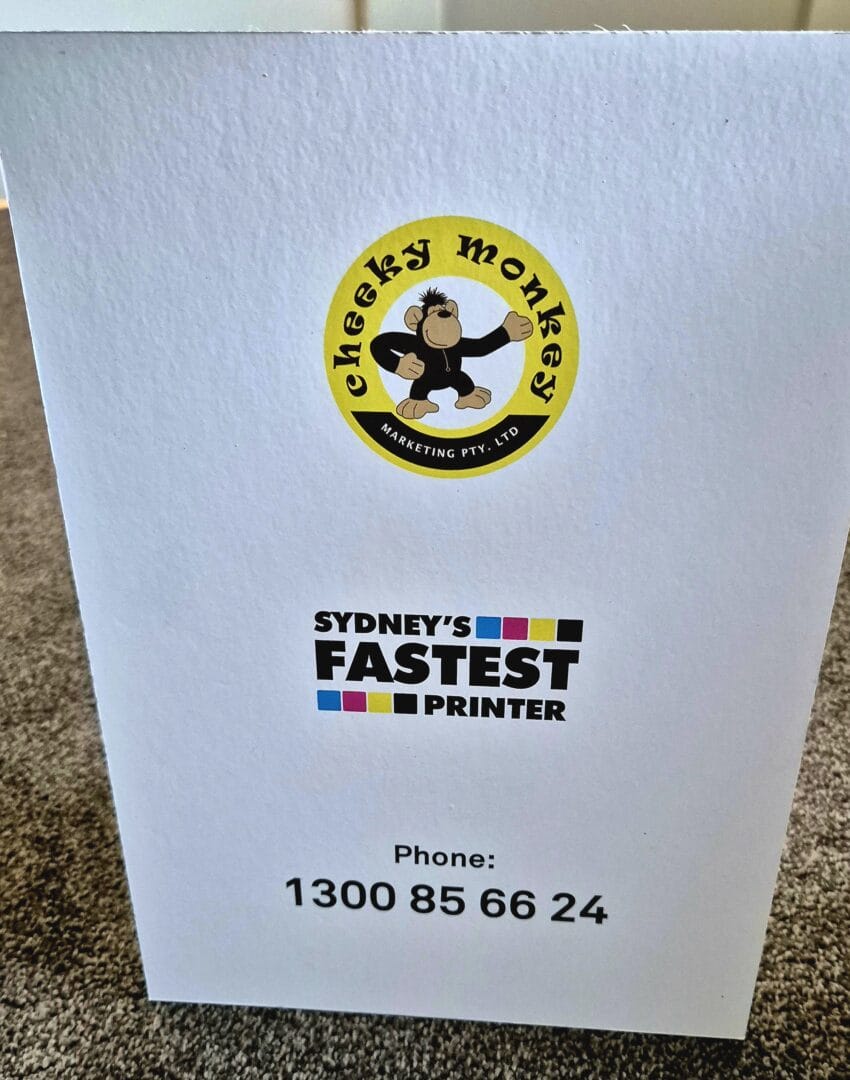 cheeky monkey
MARKETING PTY. LTD
SYDNEY'S
FASTEST
PRINTER
Phone:
1300 85 66 24